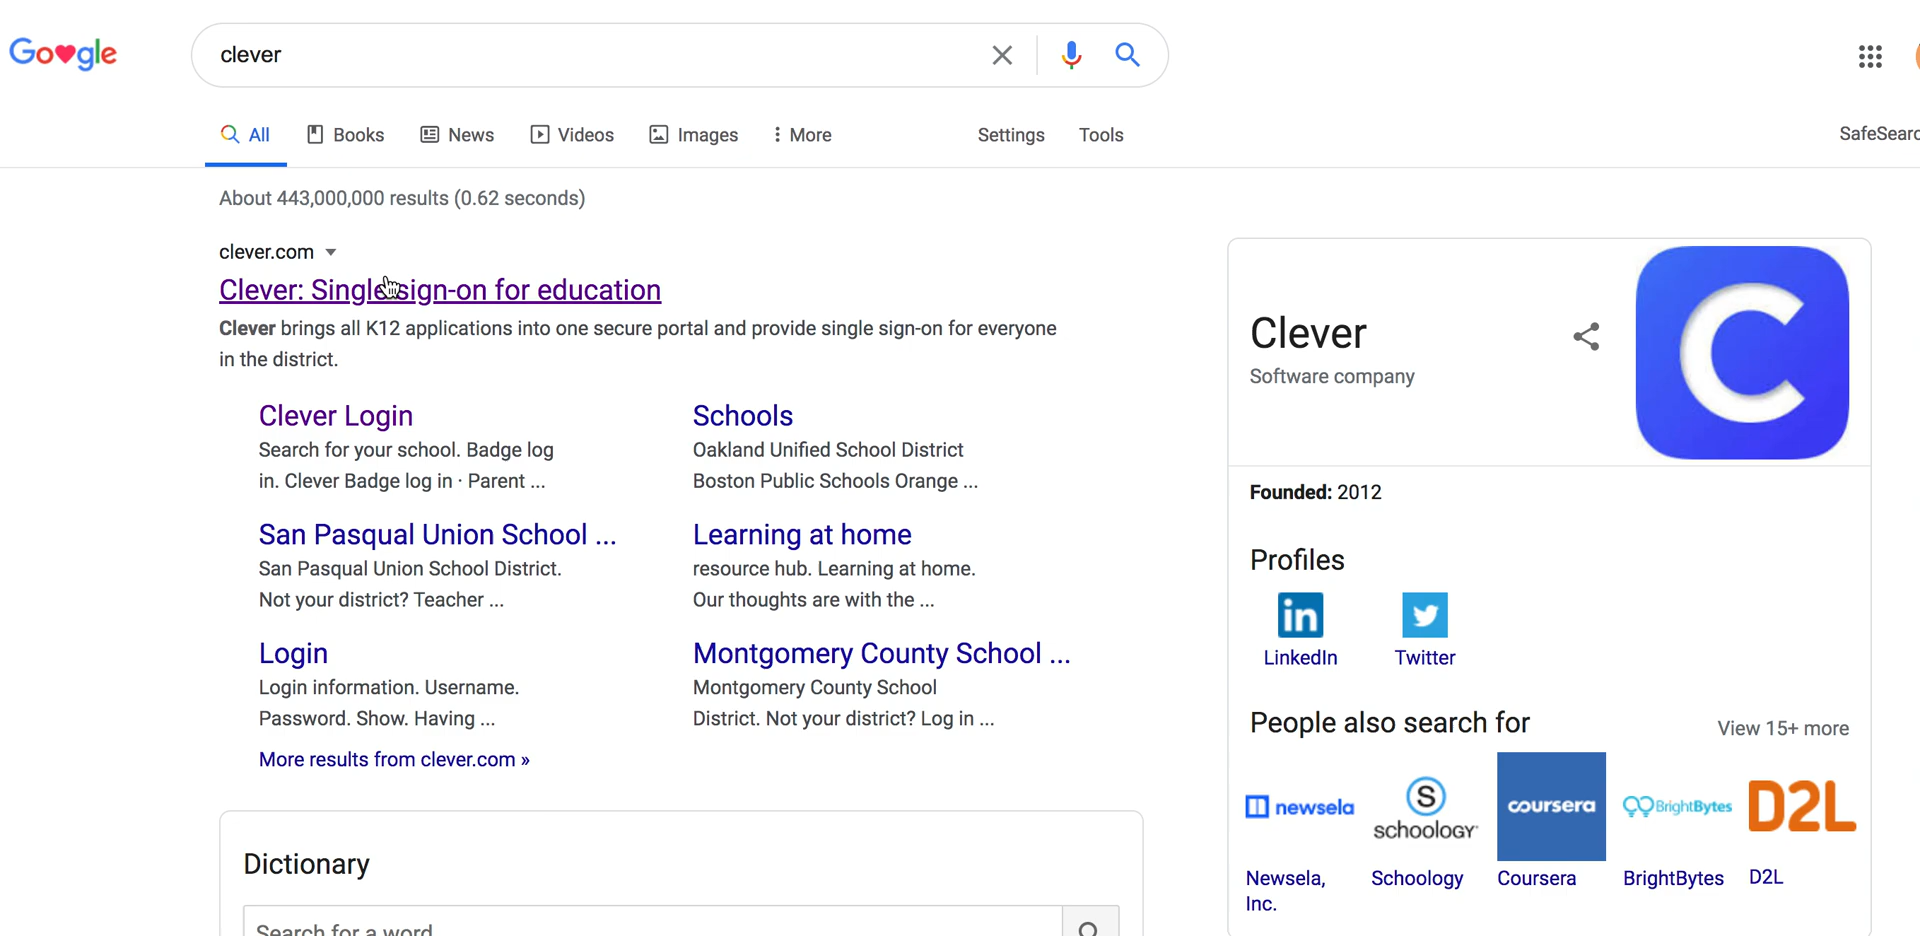 Google
clever
All
Books
News
Videos
Images
More
Settings
Tools
SafeSearc
About 443,000,000 results (0.62 seconds)
clever.com
Clever: Single sign-on for education
Clever brings all K12 applications into one secure portal and provide single sign-on for everyone
in the district.
Clever Login
Search for your school. Badge log
in. Clever Badge log in · Parent ...
Schools
Oakland Unified School District
Boston Public Schools Orange ...
San Pasqual Union School ...
San Pasqual Union School District.
Not your district? Teacher ...
Learning at home
resource hub. Learning at home.
Our thoughts are with the ...
Login
Login information. Username.
Password. Show. Having ...
Montgomery County School ...
Montgomery County School
District. Not your district? Log in ...
More results from clever.com »
Dictionary
Search for a word
Clever
Software company
C
Founded: 2012
Profiles
in
LinkedIn
Twitter
People also search for
View 15+ more
newsela
S
schoology
coursera
BrightBytes
D2L
Newsela,
Inc.
Schoology
Coursera
BrightBytes
D2L